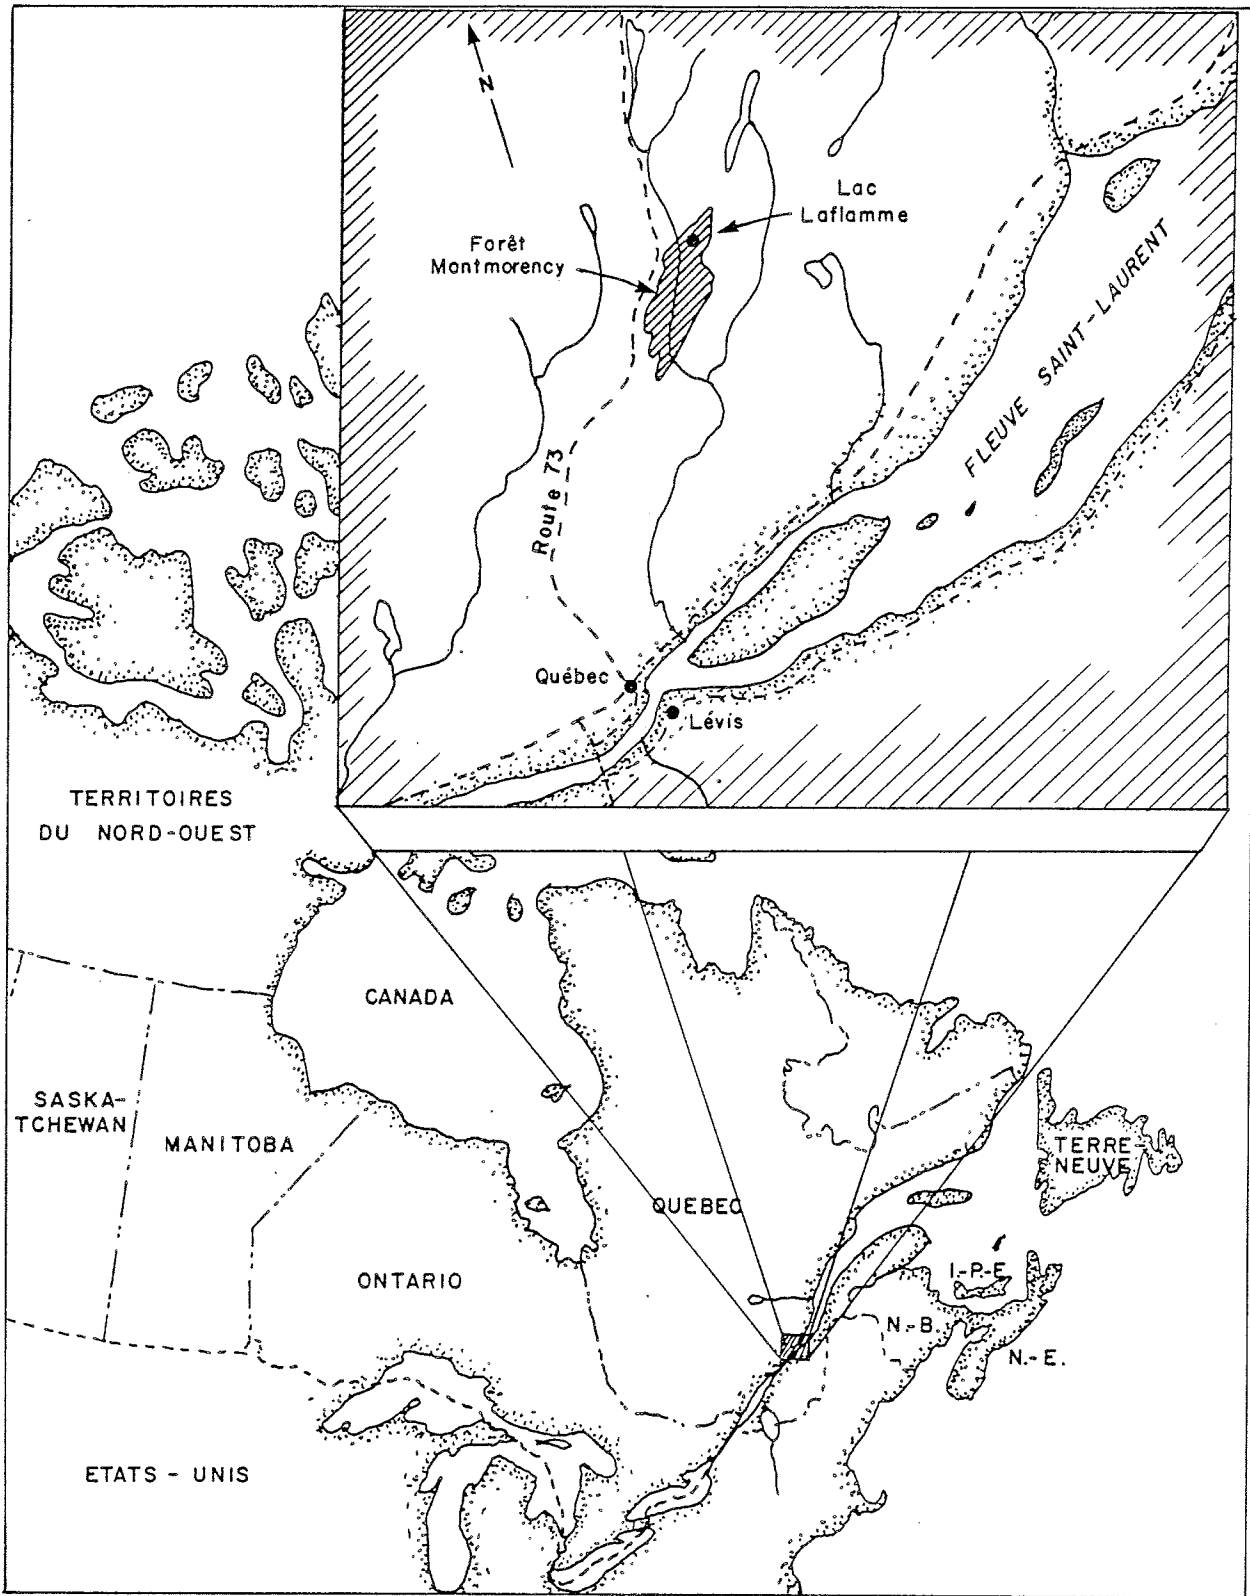 N
Lac
Laflamme
Forêt
Montmorency
FLEUVE SAINT-LAURENT
Route 73
Québec
Lévis
TERRITOIRES
DU NORD-OUEST
CANADA
SASKA-
TCHEWAN
MANITOBA
TERRE-
NEUVE
QUEBEC
ONTARIO
I.-P.-E.
N.-B.
N.-E.
ETATS - UNIS